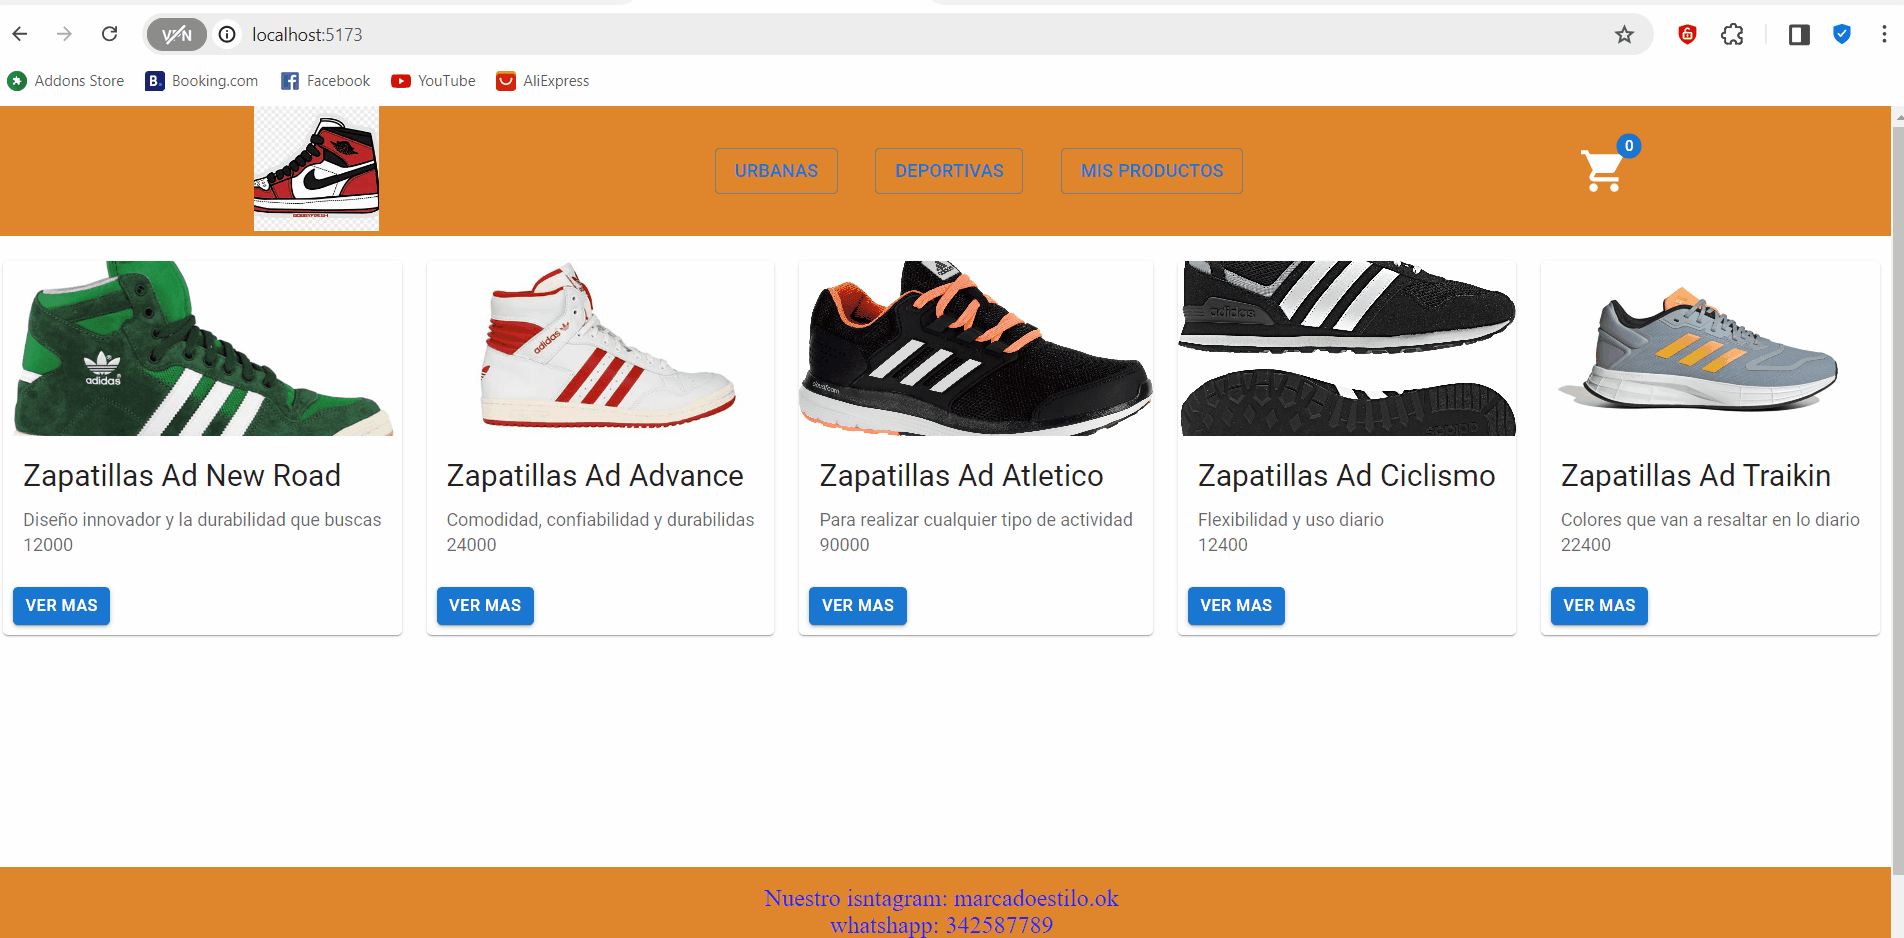 VPN
localhost:5173
Addons Store
B.
Booking.com
Facebook
YouTube
AliExpress
URBANAS
DEPORTIVAS
MIS PRODUCTOS
0
adidas
adidas
adidas
Zapatillas Ad New Road
Diseño innovador y la durabilidad que buscas
12000
VER MAS
Zapatillas Ad Advance
Comodidad, confiabilidad y durabilidas
24000
VER MAS
Zapatillas Ad Atletico
Para realizar cualquier tipo de actividad
90000
VER MAS
Zapatillas Ad Ciclismo
Flexibilidad y uso diario
12400
VER MAS
Zapatillas Ad Traikin
Colores que van a resaltar en lo diario
22400
VER MAS
Nuestro isntagram: marcadoestilo.ok
whatshapp: 342587789